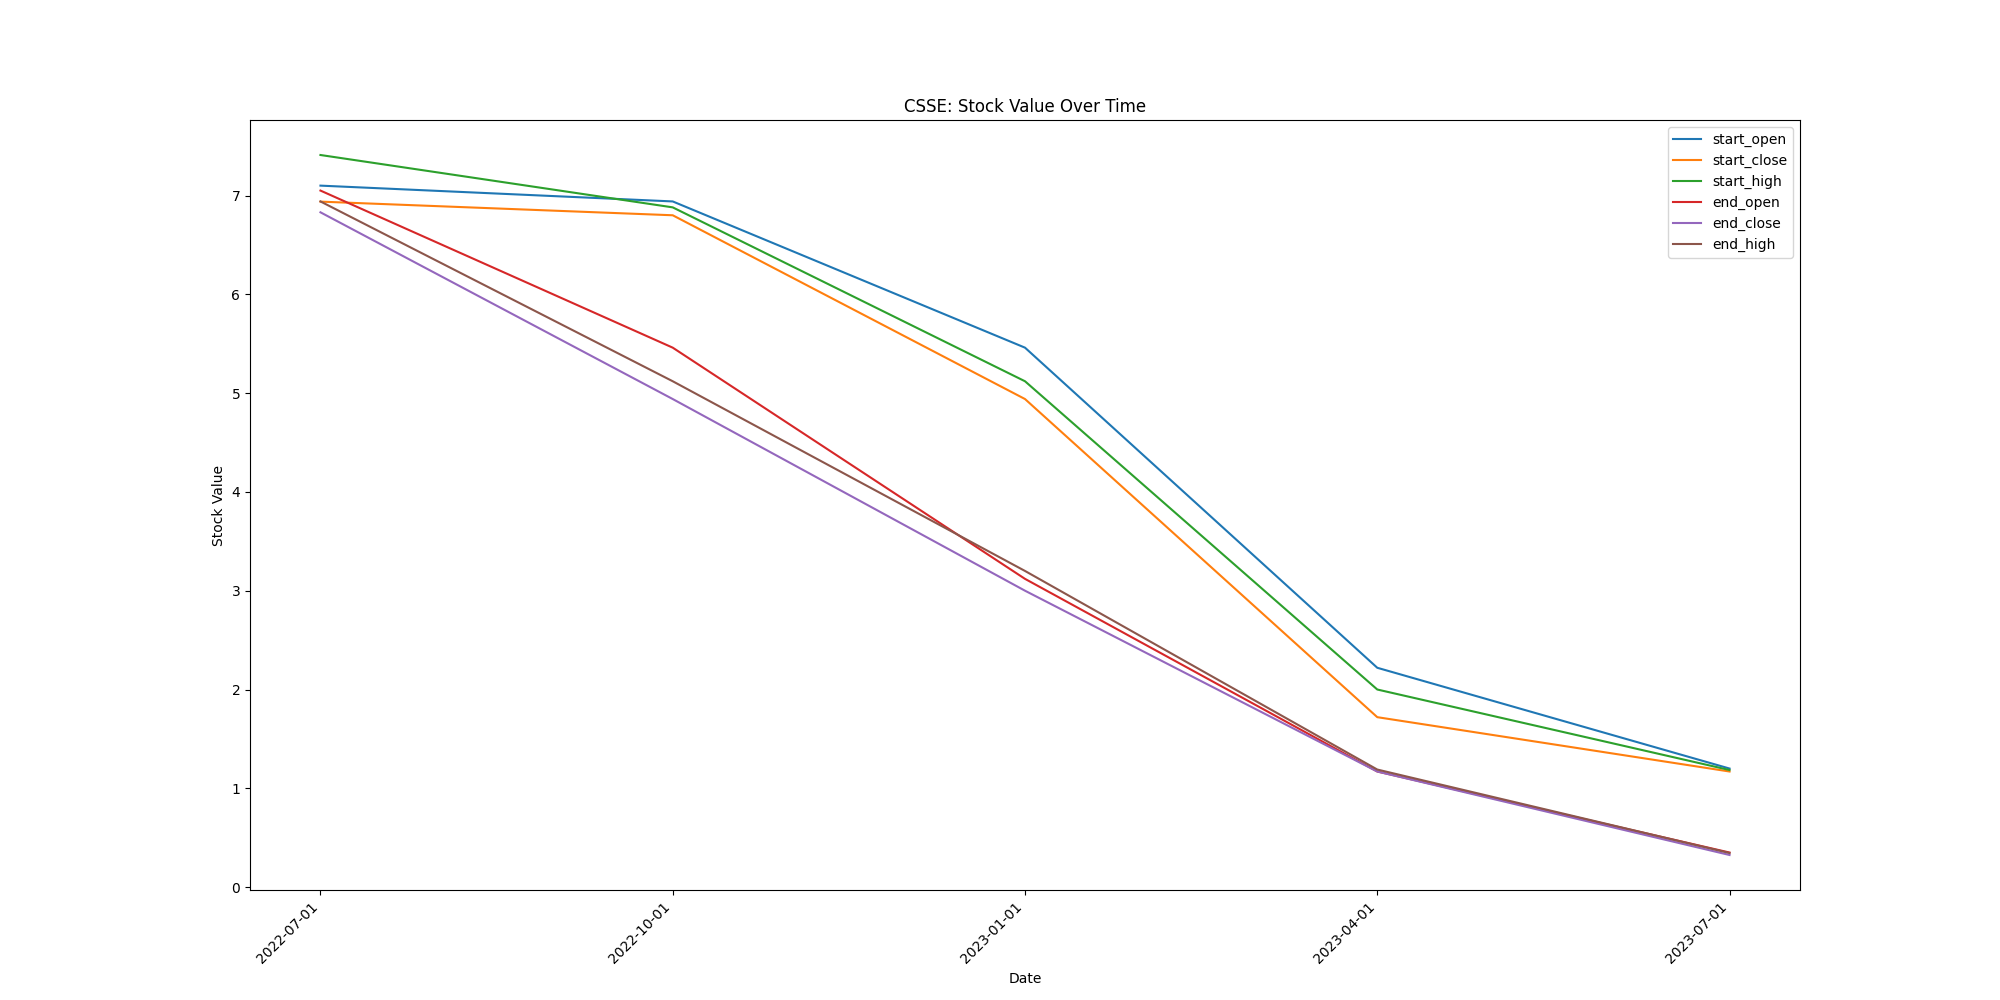 CSSE: Stock Value Over Time
start_open
start_close
start_high
end_open
end_close
end_high
7
6
5
4
3
2
1
0
Stock Value
2022-07-01
2022-10-01
2023-01-01
2023-04-01
2023-07-01
Date